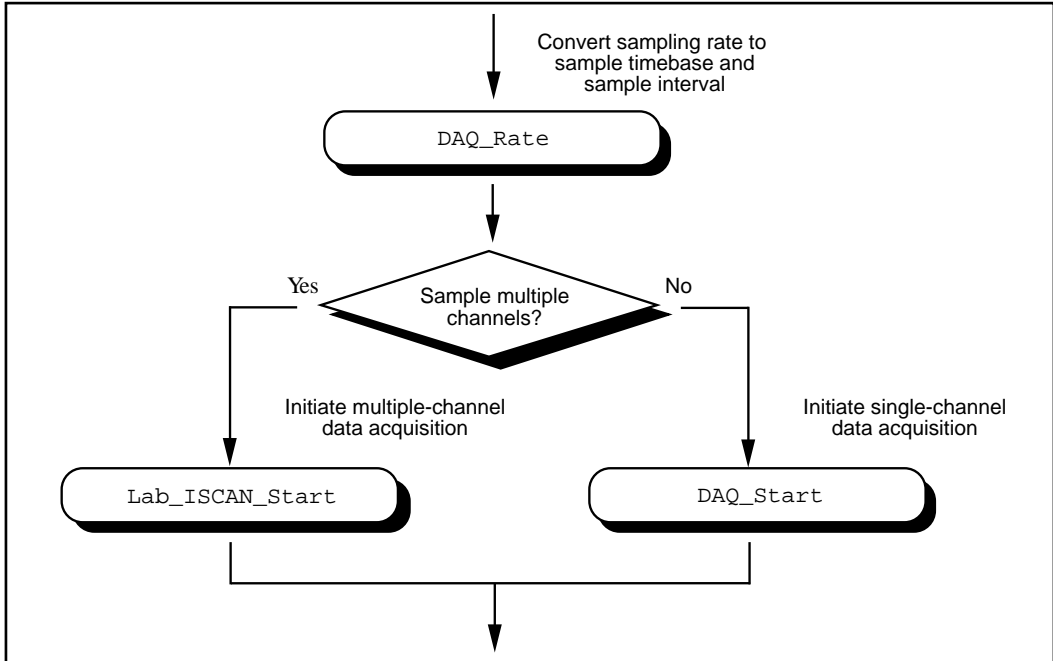 Convert sampling rate to
sample timebase and
sample interval
DAQ_Rate
Yes
Sample multiple
channels?
No
Initiate multiple-channel
data acquisition
Initiate single-channel
data acquisition
Lab_ISCAN_Start
DAQ_Start